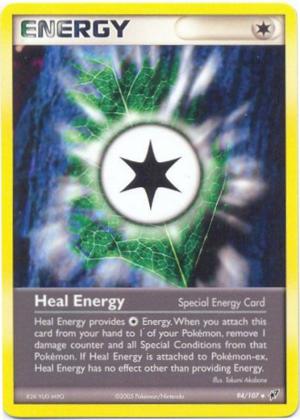 ENERGY
Heal Energy Special Energy Card
Heal Energy provides Energy. When you attach this
card from your hand to 1 of your Pokémon, remove 1
damage counter and all Special Conditions from that
Pokémon. If Heal Energy is attached to Pokémon-ex,
Heal Energy has no effect other than providing Energy.
Illus. Takumi Akabane
©2005 Pokémon/Nintendo 94/107